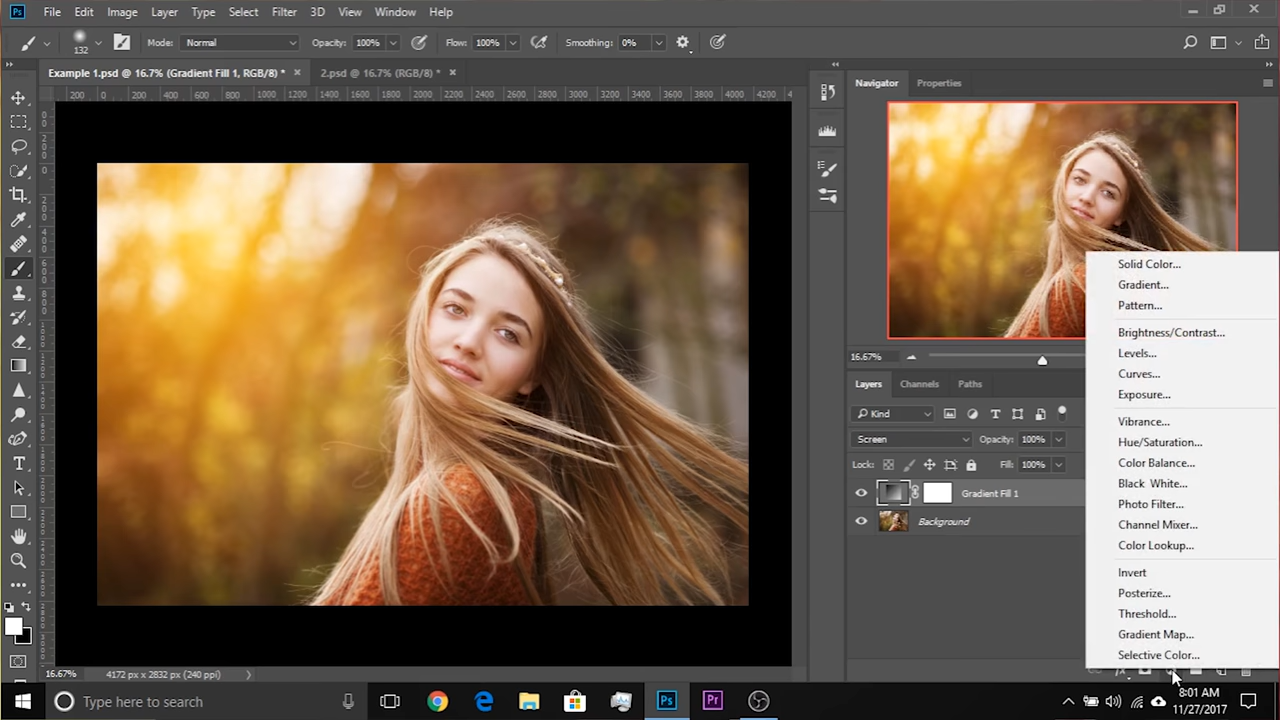 Ps File Edit Image Layer Type Select Filter 3D View Window Help
132 Mode: Normal Opacity: 100% Flow: 100% Smoothing: 0%
Example 1.psd @ 16.7% (Gradient Fill 1, RGB/8) * × 2.psd @ 16.7% (RGB/8) * ×
200 0 200 400 600 800 1000 1200 1400 1600 1800 2000 2200 2400 2600 2800 3000 3200 3400 3600 3800 4000 4200
Navigator Properties
16.67%
Layers Channels Paths
Kind
Screen Opacity: 100%
Lock: Fill: 100%
Gradient Fill 1
Background
Solid Color...
Gradient...
Pattern...
Brightness/Contrast...
Levels...
Curves...
Exposure...
Vibrance...
Hue/Saturation...
Color Balance...
Black White...
Photo Filter...
Channel Mixer...
Color Lookup...
Invert
Posterize...
Threshold...
Gradient Map...
Selective Color...
fx
16.67% 4172 px x 2832 px (240 ppi)
Type here to search
Ps Pr
8:01 AM
11/27/2017